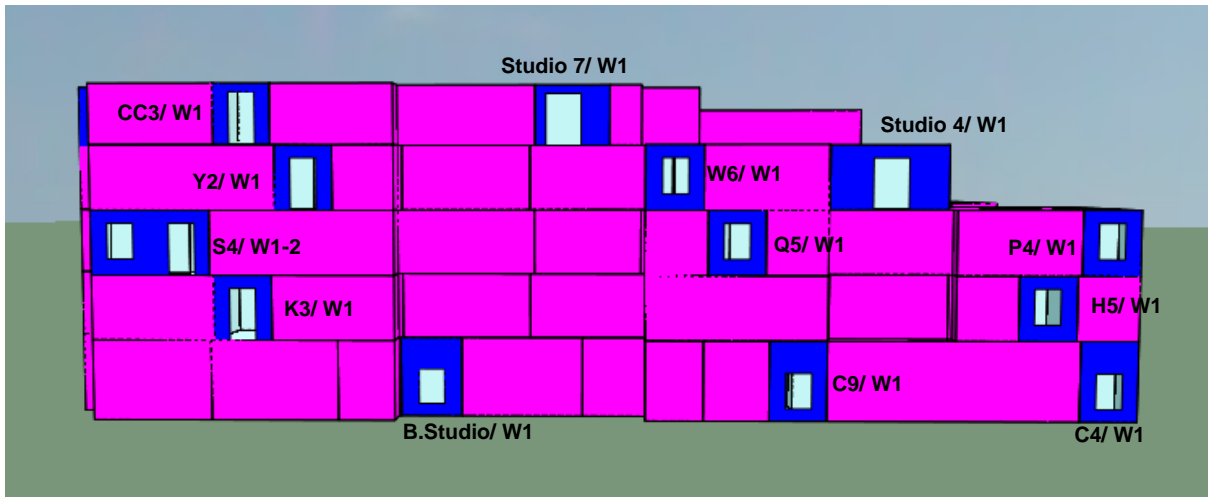 Studio 7/ W1
CC3/ W1
Studio 4/ W1
Y2/ W1
W6/ W1
S4/ W1-2
Q5/ W1
P4/ W1
K3/ W1
H5/ W1
C9/ W1
B.Studio/ W1
C4/ W1